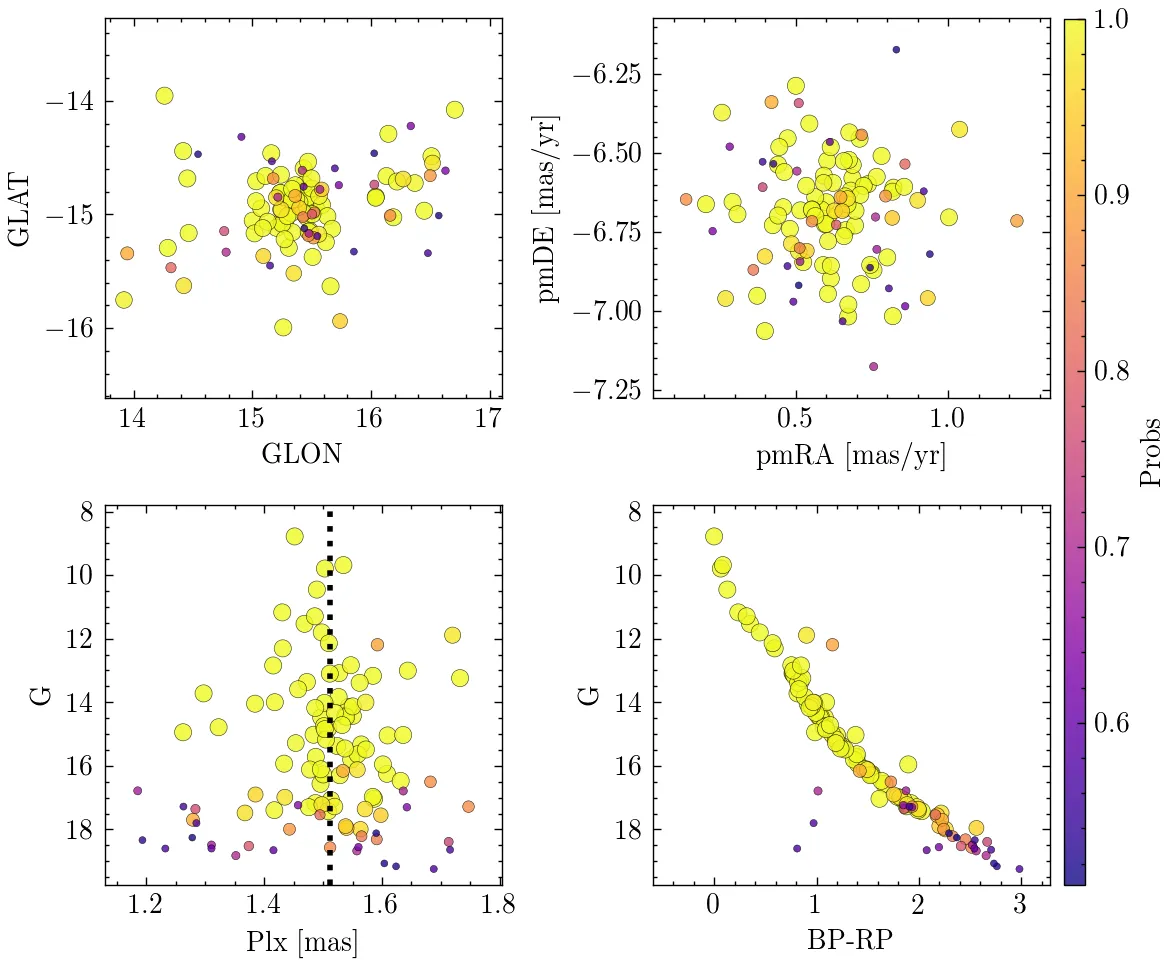 −14
−15
−16
GLAT
14 15 16 17
GLON
−6.25
−6.50
−6.75
−7.00
−7.25
pmDE [mas/yr]
0.5 1.0
pmRA [mas/yr]
1.0
0.9
0.8
0.7
0.6
Probs
8
10
12
14
16
18
G
1.2 1.4 1.6 1.8
Plx [mas]
8
10
12
14
16
18
G
0 1 2 3
BP-RP